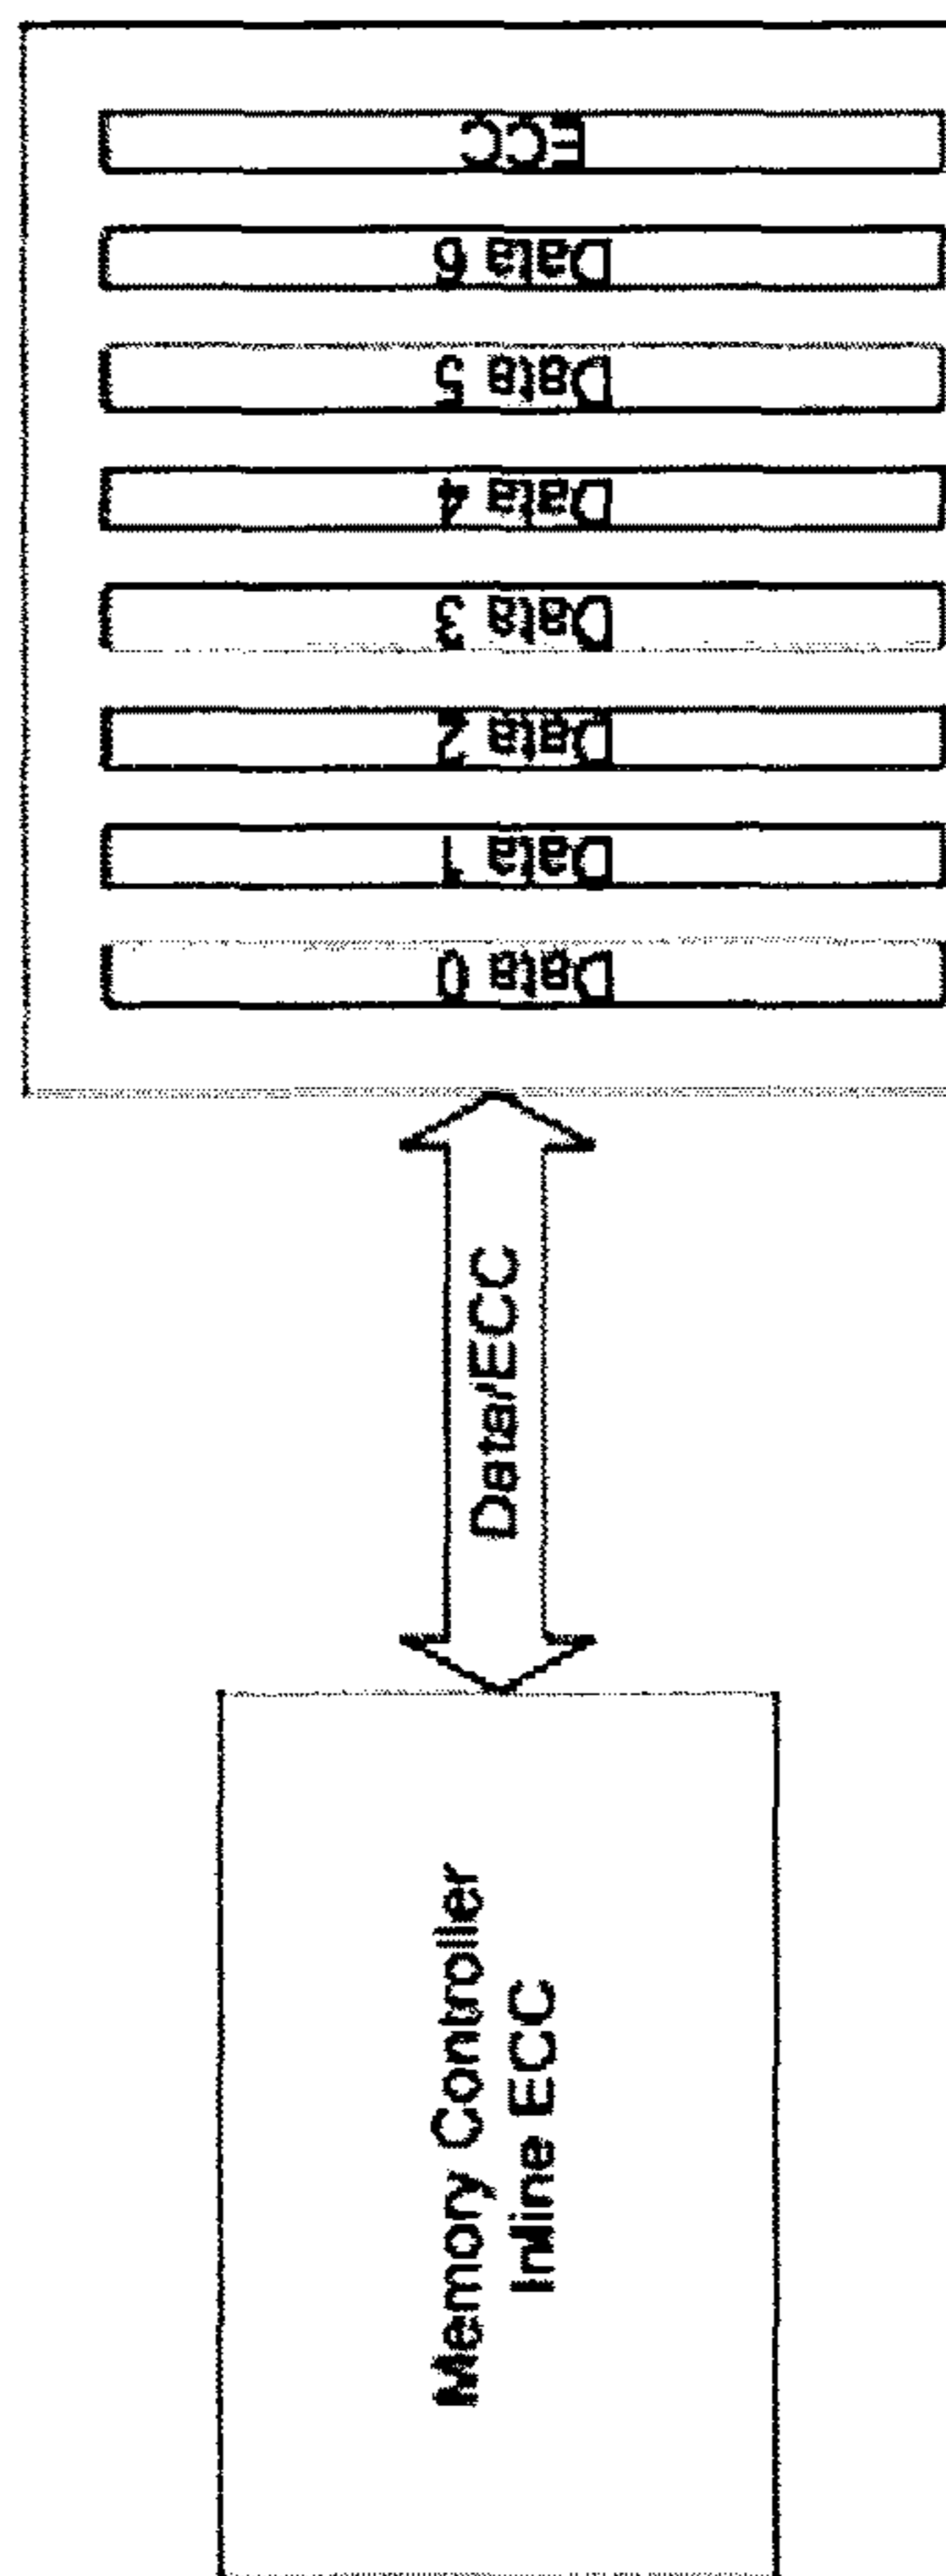 ECC
Data 6
Data 5
Data 4
Data 3
Data 2
Data 1
Data 0
Data/ECC
Memory Controller
Inline ECC